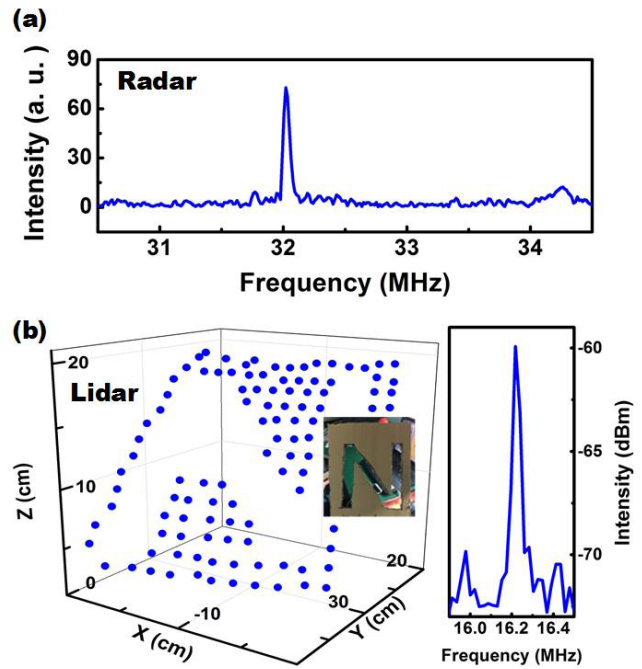 (a)
Radar
Intensity (a. u. )
90
60
30
0
31
32
33
34
Frequency (MHz)
(b)
Lidar
Z (cm)
20
10
0
X (cm)
-10
Y (cm)
30
20
N
Intensity (dBm)
-60
-65
-70
16.0 16.2 16.4
Frequency (MHz)